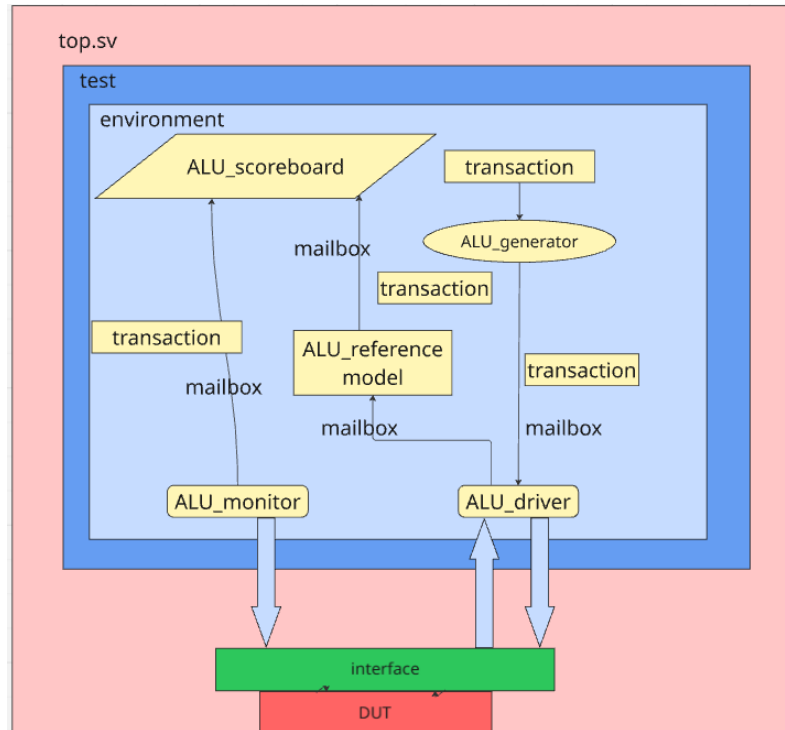 top.sv
test
environment
ALU_scoreboard
transaction
ALU_generator
mailbox
transaction
transaction
ALU_reference
model
transaction
mailbox
mailbox
mailbox
ALU_monitor
ALU_driver
interface
DUT